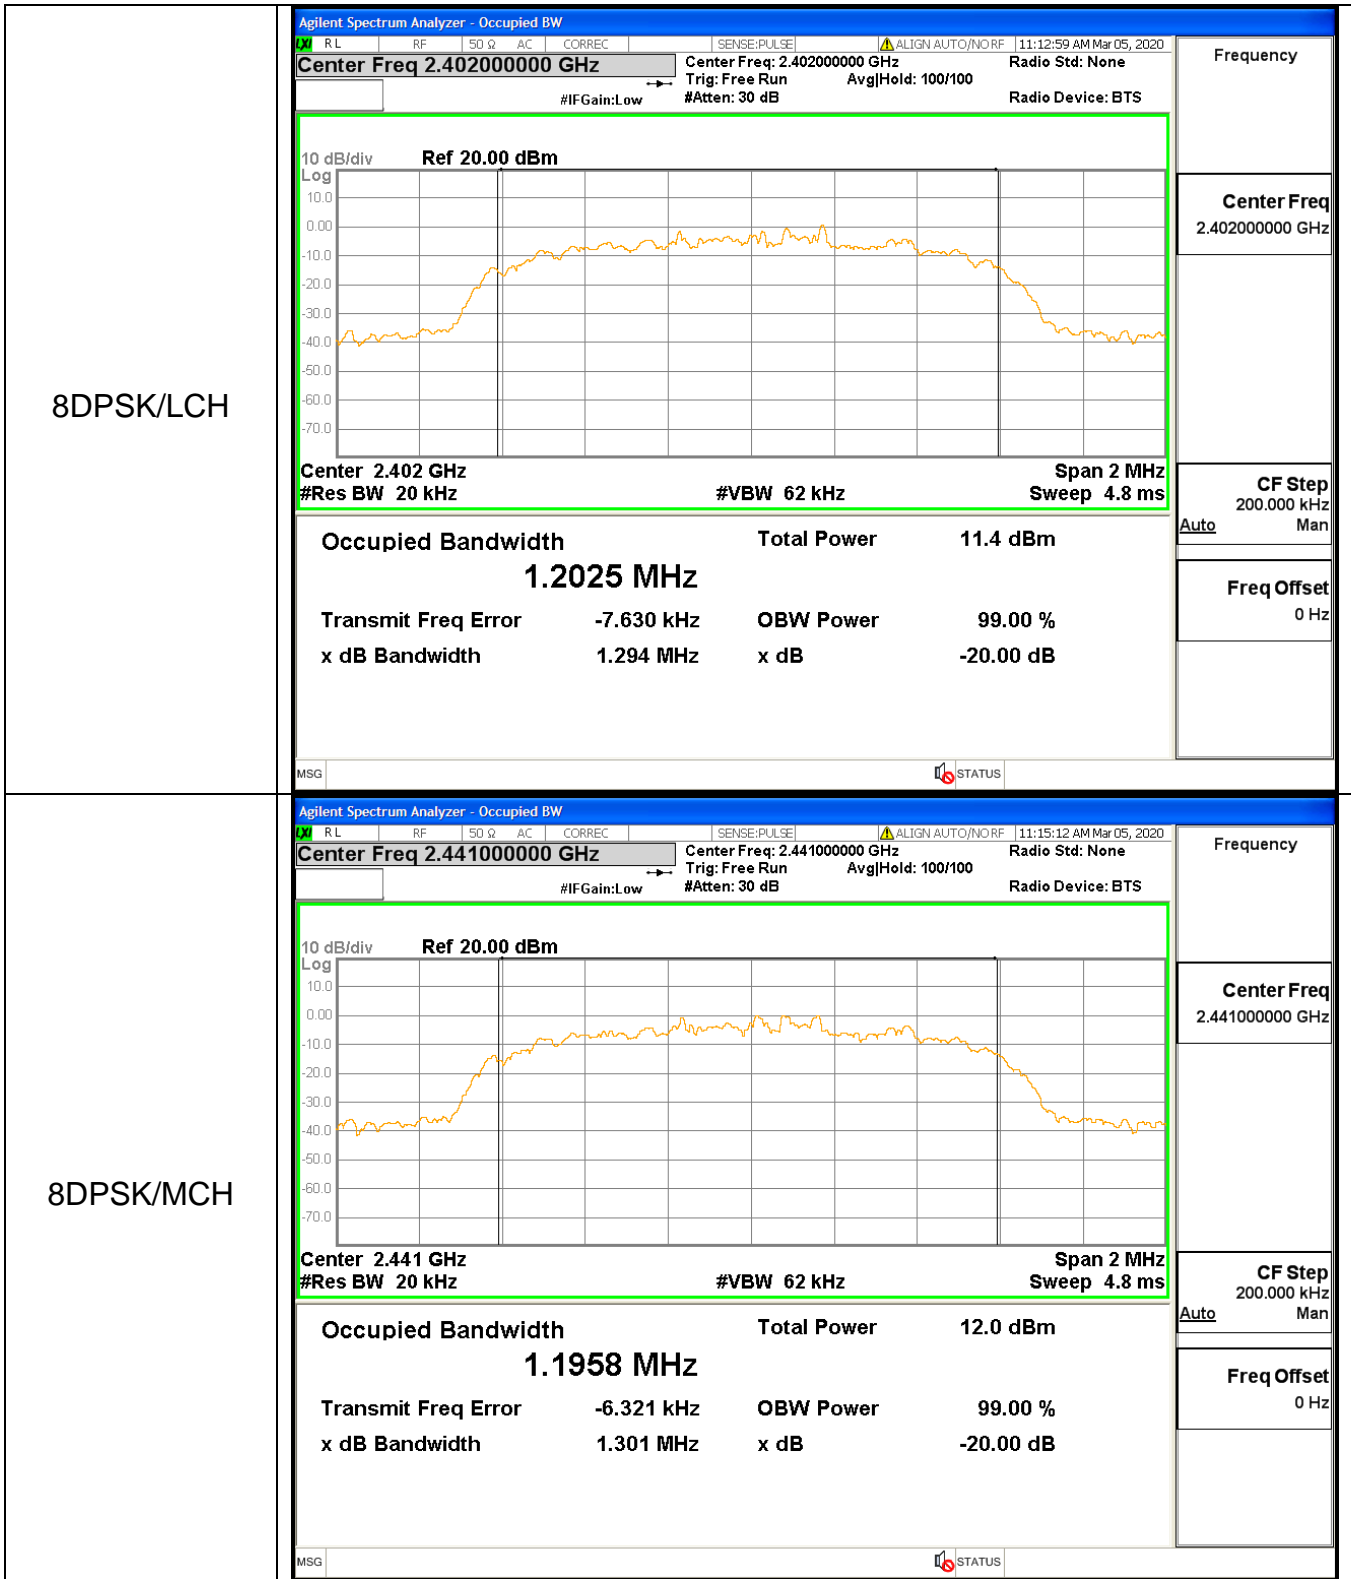 8DPSK/LCH
Agilent Spectrum Analyzer - Occupied BW
LXI RL RF 50 Ω AC CORREC SENSE:PULSE ALIGN AUTO/NO RF 11:12:59 AM Mar 05, 2020
Center Freq 2.402000000 GHz
Center Freq: 2.402000000 GHz Radio Std: None
Trig: Free Run Avg|Hold: 100/100
#IFGain:Low #Atten: 30 dB Radio Device: BTS
10 dB/div Ref 20.00 dBm
Log
10.0
0.00
-10.0
-20.0
-30.0
-40.0
-50.0
-60.0
-70.0
Center 2.402 GHz Span 2 MHz
#Res BW 20 kHz #VBW 62 kHz Sweep 4.8 ms
Occupied Bandwidth Total Power 11.4 dBm
1.2025 MHz
Transmit Freq Error -7.630 kHz OBW Power 99.00 %
x dB Bandwidth 1.294 MHz x dB -20.00 dB
MSG STATUS
Frequency
Center Freq
2.402000000 GHz
CF Step
200.000 kHz
Auto Man
Freq Offset
0 Hz
8DPSK/MCH
Agilent Spectrum Analyzer - Occupied BW
LXI RL RF 50 Ω AC CORREC SENSE:PULSE ALIGN AUTO/NO RF 11:15:12 AM Mar 05, 2020
Center Freq 2.441000000 GHz
Center Freq: 2.441000000 GHz Radio Std: None
Trig: Free Run Avg|Hold: 100/100
#IFGain:Low #Atten: 30 dB Radio Device: BTS
10 dB/div Ref 20.00 dBm
Log
10.0
0.00
-10.0
-20.0
-30.0
-40.0
-50.0
-60.0
-70.0
Center 2.441 GHz Span 2 MHz
#Res BW 20 kHz #VBW 62 kHz Sweep 4.8 ms
Occupied Bandwidth Total Power 12.0 dBm
1.1958 MHz
Transmit Freq Error -6.321 kHz OBW Power 99.00 %
x dB Bandwidth 1.301 MHz x dB -20.00 dB
MSG STATUS
Frequency
Center Freq
2.441000000 GHz
CF Step
200.000 kHz
Auto Man
Freq Offset
0 Hz